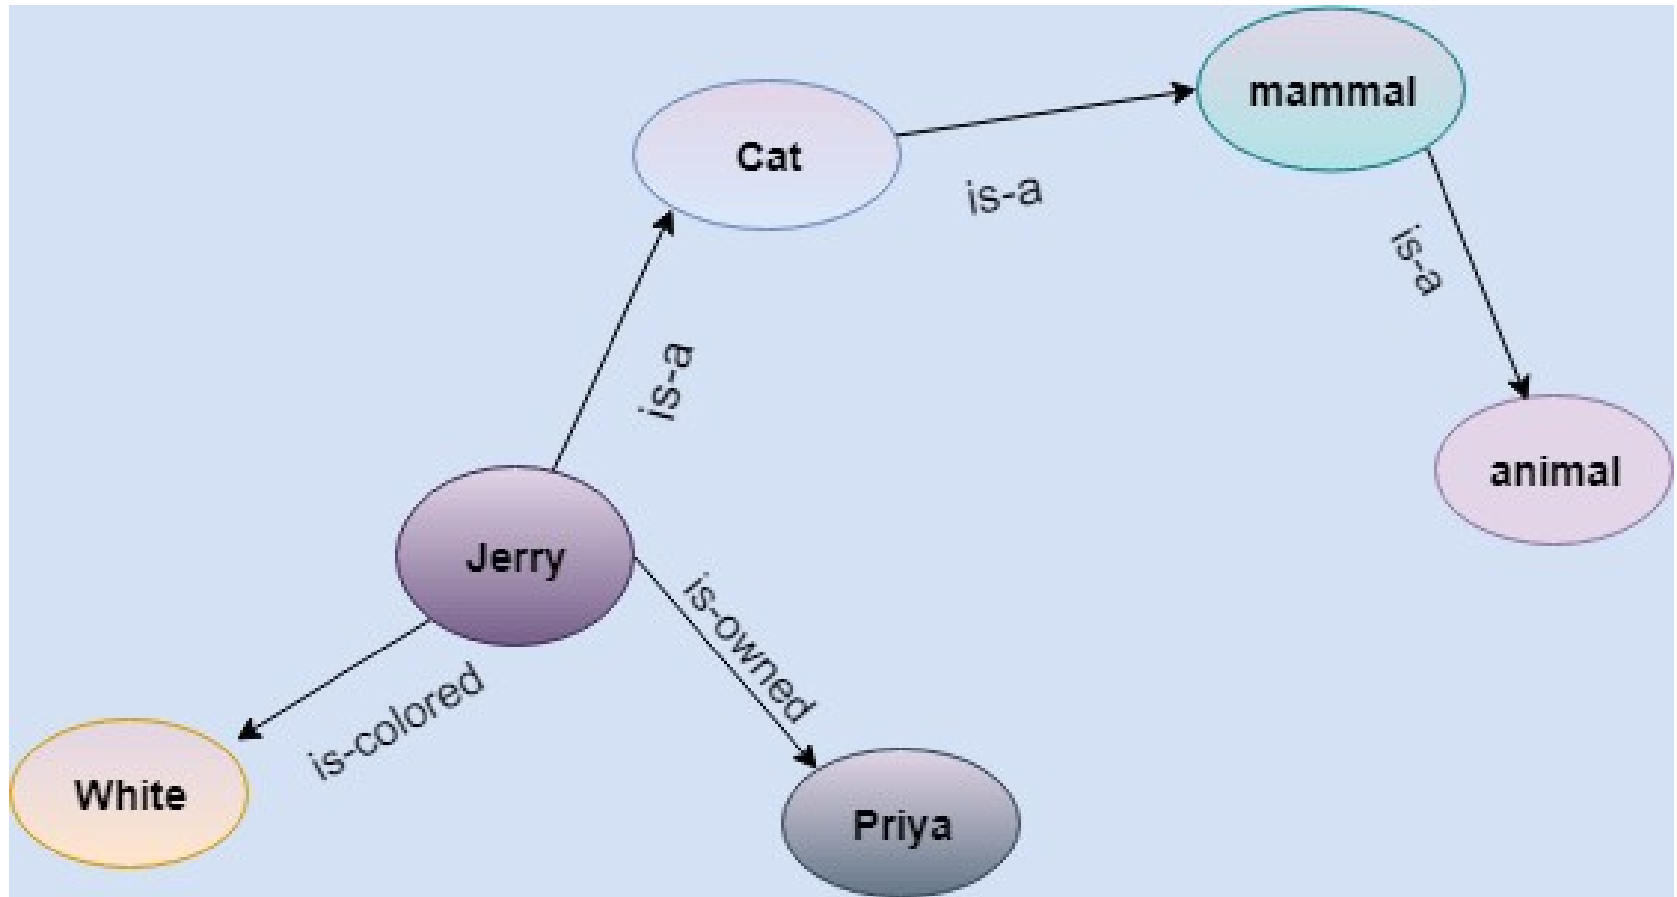 mammal
Cat
is-a
is-a
is-a
animal
Jerry
is-owned
is-colored
White
Priya